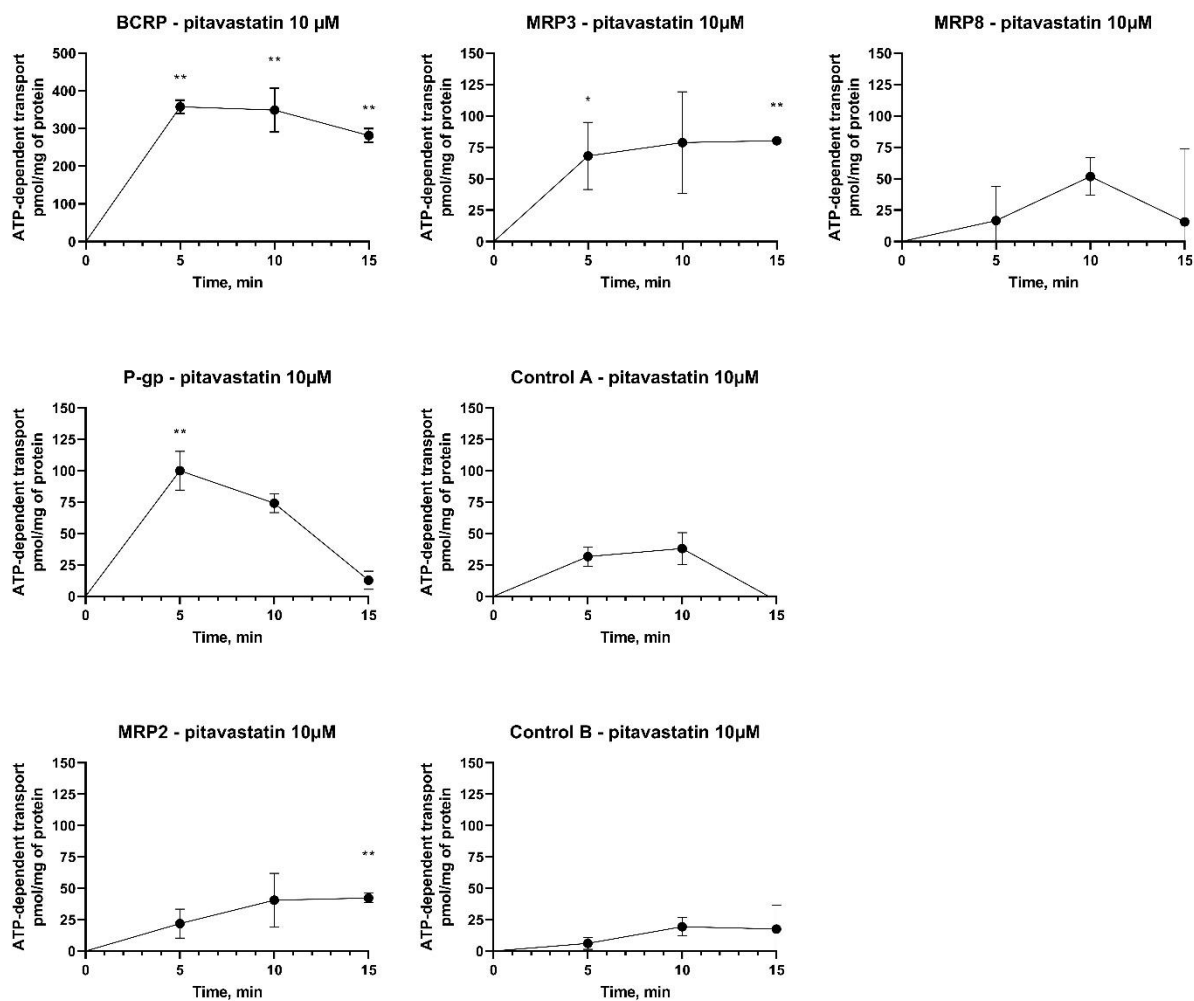 BCRP - pitavastatin 10 µM
ATP-dependent transport
pmol/mg of protein
500
400
300
200
100
0
**
**
**
0 5 10 15
Time, min
MRP3 - pitavastatin 10µM
ATP-dependent transport
pmol/mg of protein
150
125
100
75
50
25
0
*
**
0 5 10 15
Time, min
MRP8 - pitavastatin 10µM
ATP-dependent transport
pmol/mg of protein
150
125
100
75
50
25
0
0 5 10 15
Time, min
P-gp - pitavastatin 10µM
ATP-dependent transport
pmol/mg of protein
150
125
100
75
50
25
0
**
0 5 10 15
Time, min
Control A - pitavastatin 10µM
ATP-dependent transport
pmol/mg of protein
150
125
100
75
50
25
0
0 5 10 15
Time, min
MRP2 - pitavastatin 10µM
ATP-dependent transport
pmol/mg of protein
150
125
100
75
50
25
0
**
0 5 10 15
Time, min
Control B - pitavastatin 10µM
ATP-dependent transport
pmol/mg of protein
150
125
100
75
50
25
0
0 5 10 15
Time, min